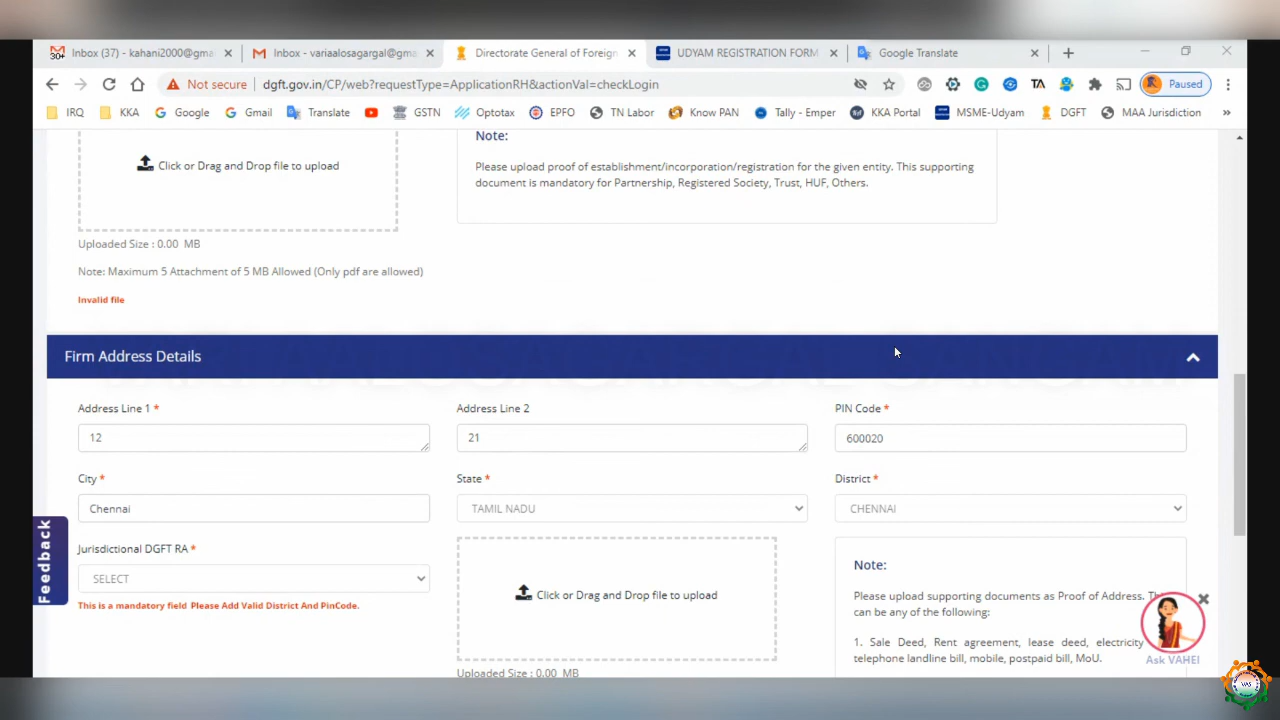 Inbox (37) - kahani2000@gma
Inbox - variaalosagargal@gma
Directorate General of Foreign
UDYAM REGISTRATION FORM
Google Translate
30+
Not secure
dgft.gov.in/CP/web?requestType=ApplicationRH&actionVal=checkLogin
TA
Paused
IRQ
KKA
Google
Gmail
Translate
GSTN
Optotax
EPFO
TN Labor
Know PAN
Tally - Emper
KKA Portal
MSME-Udyam
DGFT
MAA Jurisdiction
»
Click or Drag and Drop file to upload
Note:
Please upload proof of establishment/incorporation/registration for the given entity. This supporting
document is mandatory for Partnership, Registered Society, Trust, HUF, Others.
Uploaded Size : 0.00 MB
Note: Maximum 5 Attachment of 5 MB Allowed (Only pdf are allowed)
Invalid file
Firm Address Details
Address Line 1 *
Address Line 2
PIN Code *
12
21
600020
City *
State *
District *
Chennai
TAMIL NADU
CHENNAI
Jurisdictional DGFT RA *
SELECT
This is a mandatory field Please Add Valid District And PinCode.
Click or Drag and Drop file to upload
Uploaded Size : 0.00 MB
Note:
Please upload supporting documents as Proof of Address.
can be any of the following:
1. Sale Deed, Rent agreement, lease deed, electricity
telephone landline bill, mobile, postpaid bill, MoU.
Feedback
Ask VAHEI
VAS